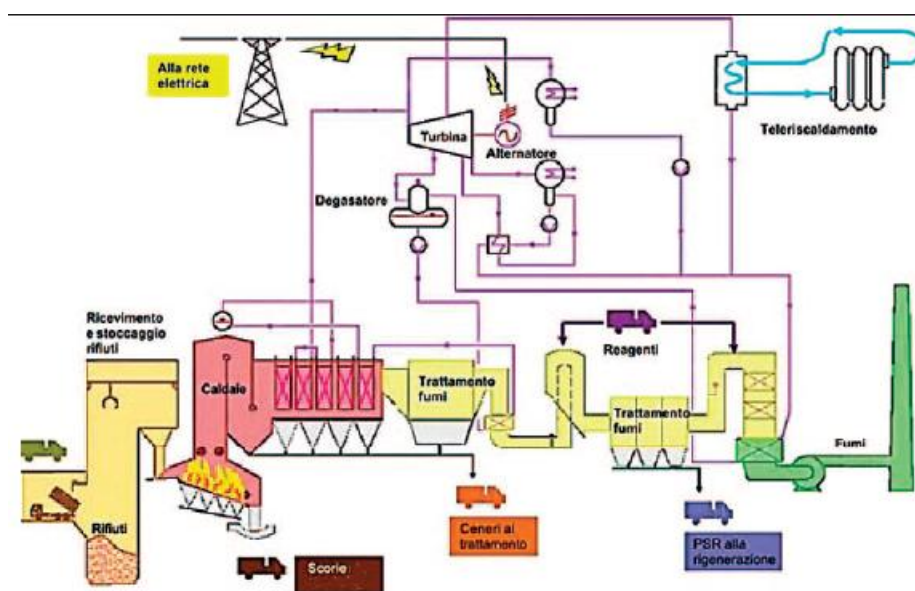 Alla rete
elettrica
Turbina
Alternatore
Teleriscaldamento
Degasatore
Ricevimento
e stoccaggio
rifiuti
Caldaie
Trattamento
fumi
Reagenti
Trattamento
fumi
Fumi
Rifiuti
Scorie
Ceneri al
trattamento
PSR alla
rigenerazione